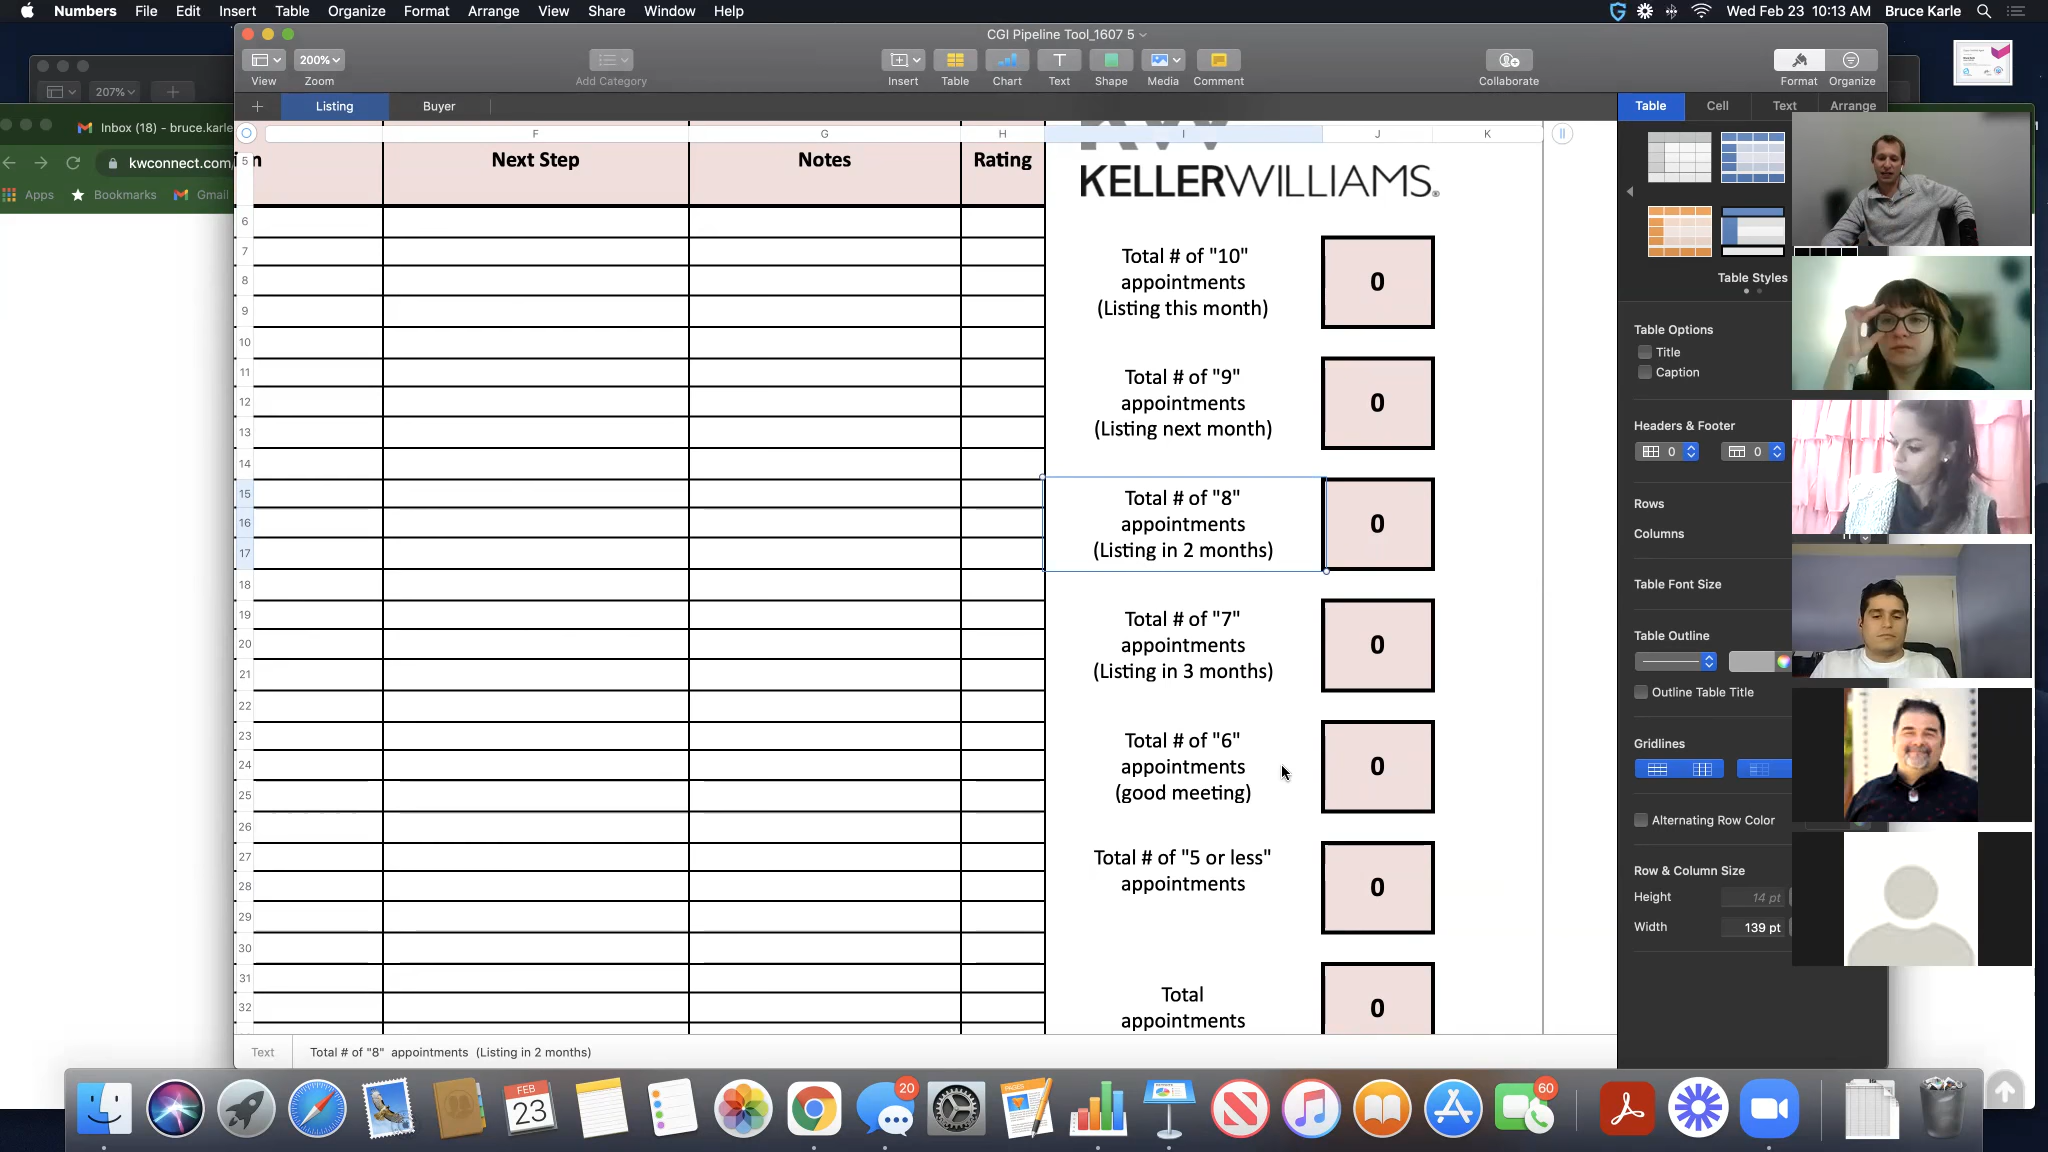 Numbers File Edit Insert Table Organize Format Arrange View Share Window Help
Wed Feb 23 10:13 AM Bruce Karle
CGI Pipeline Tool_1607 5
200%
View Zoom Add Category Insert Table Chart Text Shape Media Comment Collaborate Format Organize
207%
Listing Buyer
Table Cell Text Arrange
Inbox (18) - bruce.karle
kwconnect.com
Apps Bookmarks Gmail
F G H I J K
5
Next Step Notes Rating
KELLERWILLIAMS®
6
7
8
9
10
11
12
13
14
15
16
17
18
19
20
21
22
23
24
25
26
27
28
29
30
31
32
Total # of "10"
appointments
(Listing this month)
0
Total # of "9"
appointments
(Listing next month)
0
Total # of "8"
appointments
(Listing in 2 months)
0
Total # of "7"
appointments
(Listing in 3 months)
0
Total # of "6"
appointments
(good meeting)
0
Total # of "5 or less"
appointments
0
Total
appointments
0
Table Styles
Table Options
Title
Caption
Headers & Footer
0 0
Rows
Columns
Table Font Size
Table Outline
Outline Table Title
Gridlines
Alternating Row Color
Row & Column Size
Height 14 pt
Width 139 pt
Text Total # of "8" appointments (Listing in 2 months)
FEB
23
20
PAGES
60